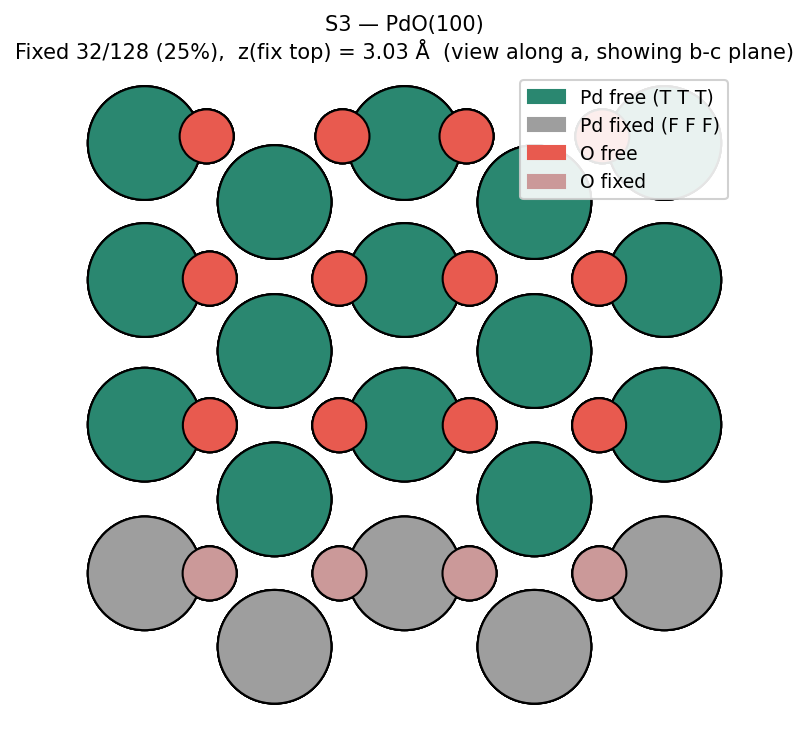 S3 — PdO(100)
Fixed 32/128 (25%),  z(fix top) = 3.03 Å  (view along a, showing b-c plane)
Pd free (T T T)
Pd fixed (F F F)
O free
O fixed